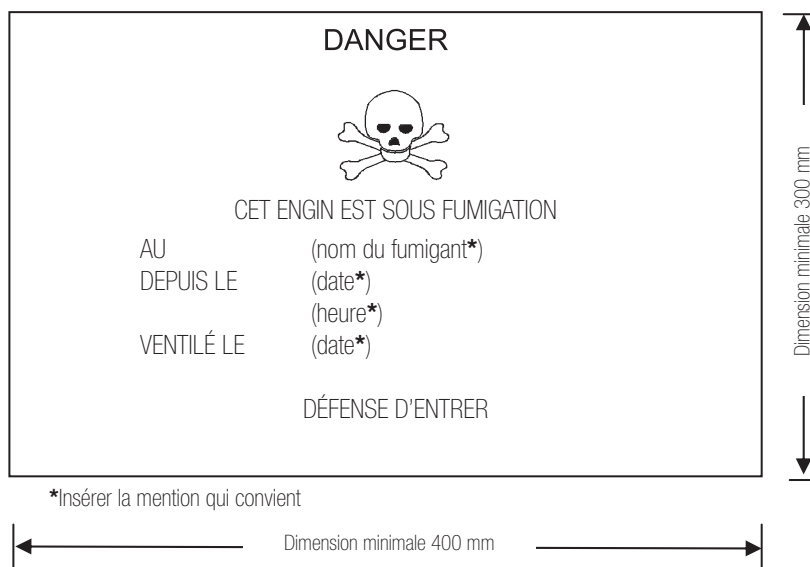 DANGER
CET ENGIN EST SOUS FUMIGATION
AU (nom du fumigant*)
DEPUIS LE (date*)
(heure*)
VENTILÉ LE (date*)
DÉFENSE D'ENTRER
*Insérer la mention qui convient
Dimension minimale 400 mm
Dimension minimale 300 mm